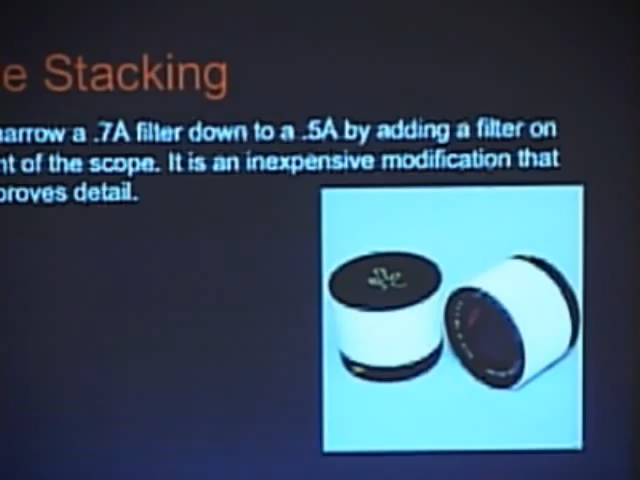 e Stacking
narrow a .7A filter down to a .5A by adding a filter on
nt of the scope. It is an inexpensive modification that
proves detail.